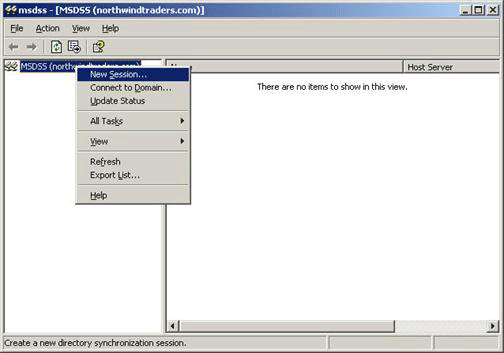 msdss - [MSDSS (northwindtraders.com)]
File Action View Help
MSDSS (northwindtraders.com)
Host Server
There are no items to show in this view.
New Session...
Connect to Domain...
Update Status
All Tasks
View
Refresh
Export List...
Help
Create a new directory synchronization session.